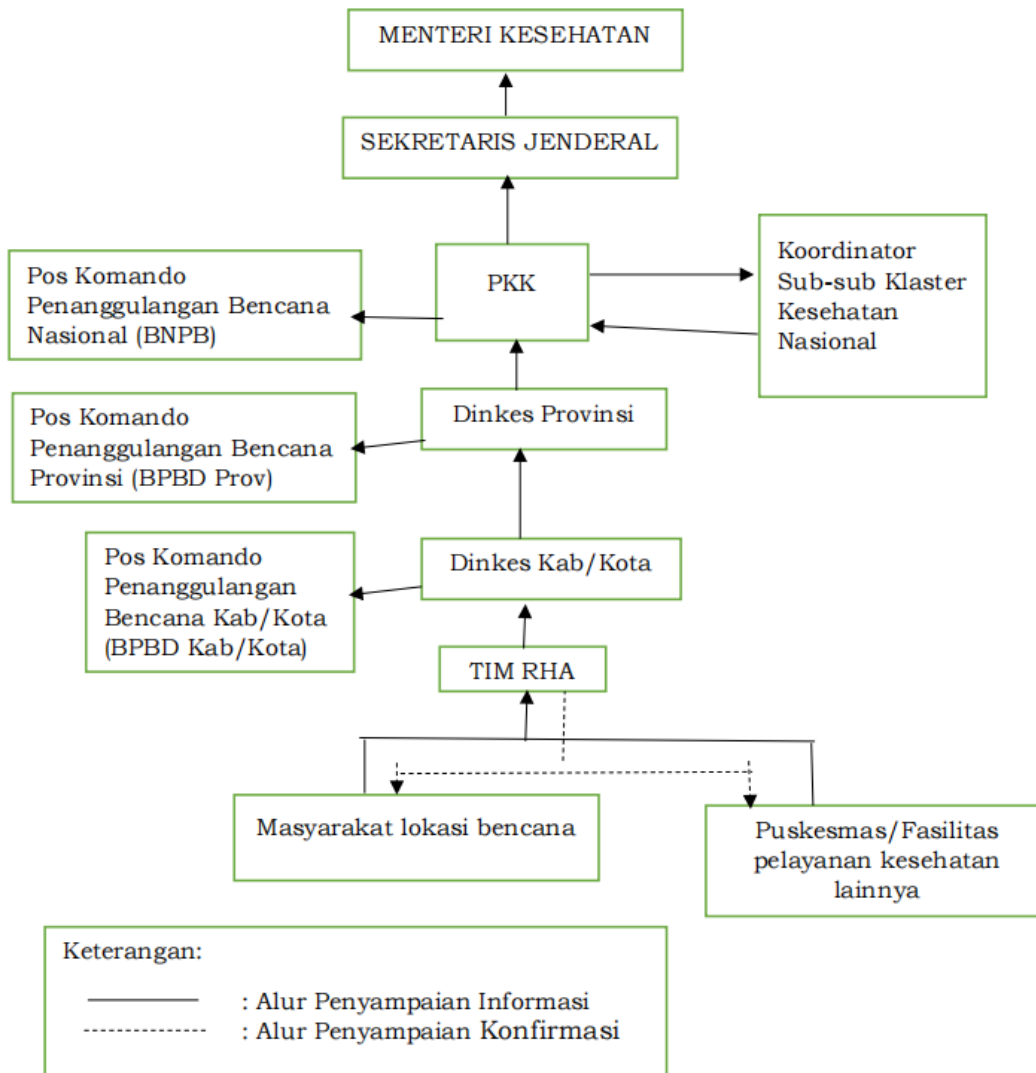 MENTERI KESEHATAN
SEKRETARIS JENDERAL
Pos Komando
Penanggulangan Bencana
Nasional (BNPB)
PKK
Koordinator
Sub-sub Klaster
Kesehatan
Nasional
Pos Komando
Penanggulangan Bencana
Provinsi (BPBD Prov)
Dinkes Provinsi
Pos Komando
Penanggulangan
Bencana Kab/Kota
(BPBD Kab/Kota)
Dinkes Kab/Kota
TIM RHA
Masyarakat lokasi bencana
Puskesmas/Fasilitas
pelayanan kesehatan
lainnya
Keterangan:
: Alur Penyampaian Informasi
: Alur Penyampaian Konfirmasi